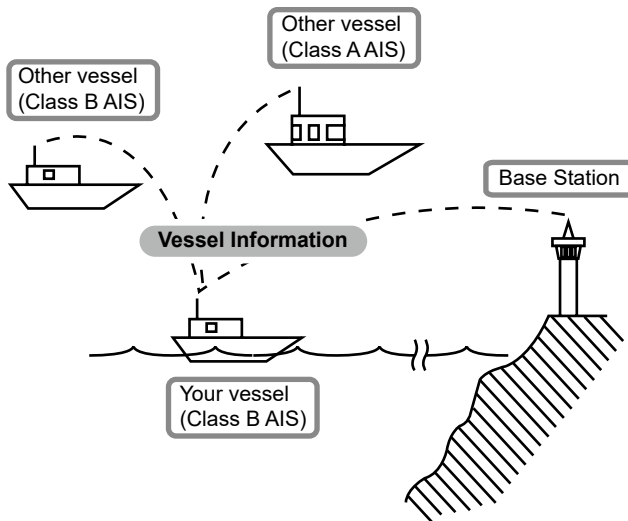 Other vessel
(Class A AIS)
Other vessel
(Class B AIS)
Base Station
Vessel Information
Your vessel
(Class B AIS)